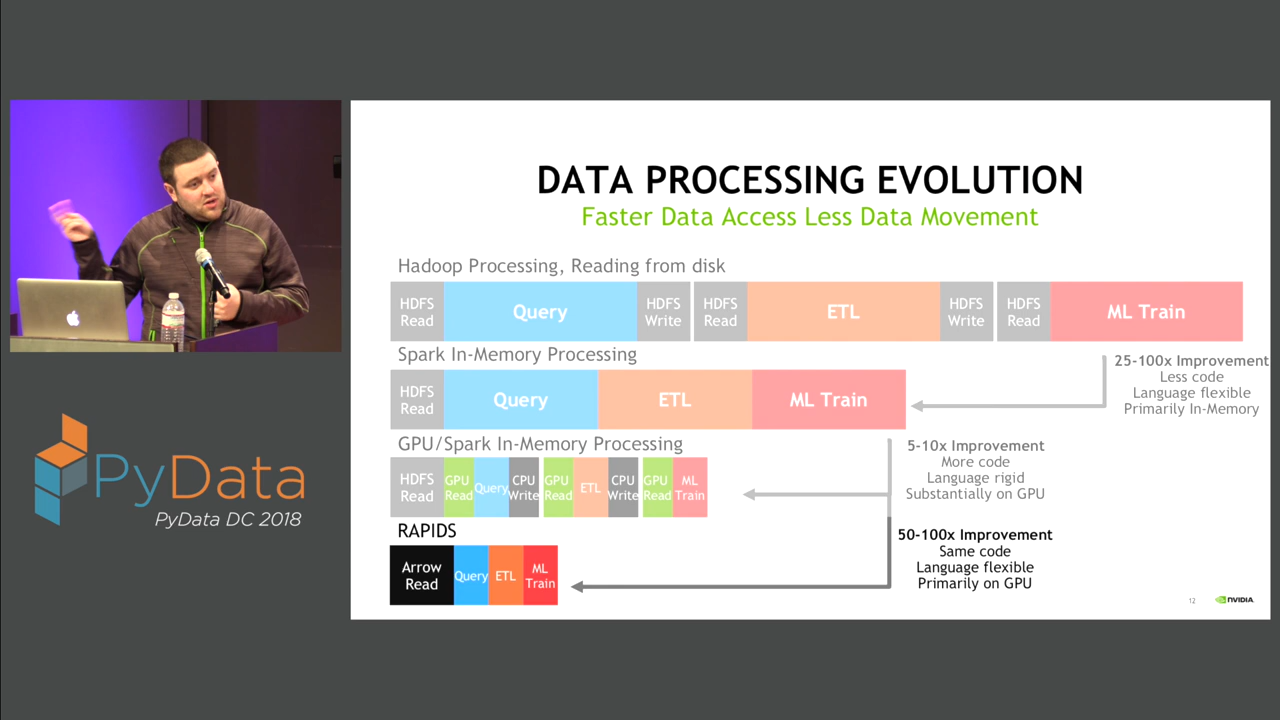 DATA PROCESSING EVOLUTION
Faster Data Access Less Data Movement
Hadoop Processing, Reading from disk
HDFS Read
Query
HDFS Write
HDFS Read
ETL
HDFS Write
HDFS Read
ML Train
25-100x Improvement
Less code
Language flexible
Primarily In-Memory
Spark In-Memory Processing
HDFS Read
Query
ETL
ML Train
5-10x Improvement
More code
Language rigid
Substantially on GPU
GPU/Spark In-Memory Processing
HDFS Read
GPU Read
Query
CPU Write
GPU Read
ETL
CPU Write
GPU Read
ML Train
RAPIDS
50-100x Improvement
Same code
Language flexible
Primarily on GPU
Arrow Read
Query
ETL
ML Train
12
NVIDIA
PyData
PyData DC 2018